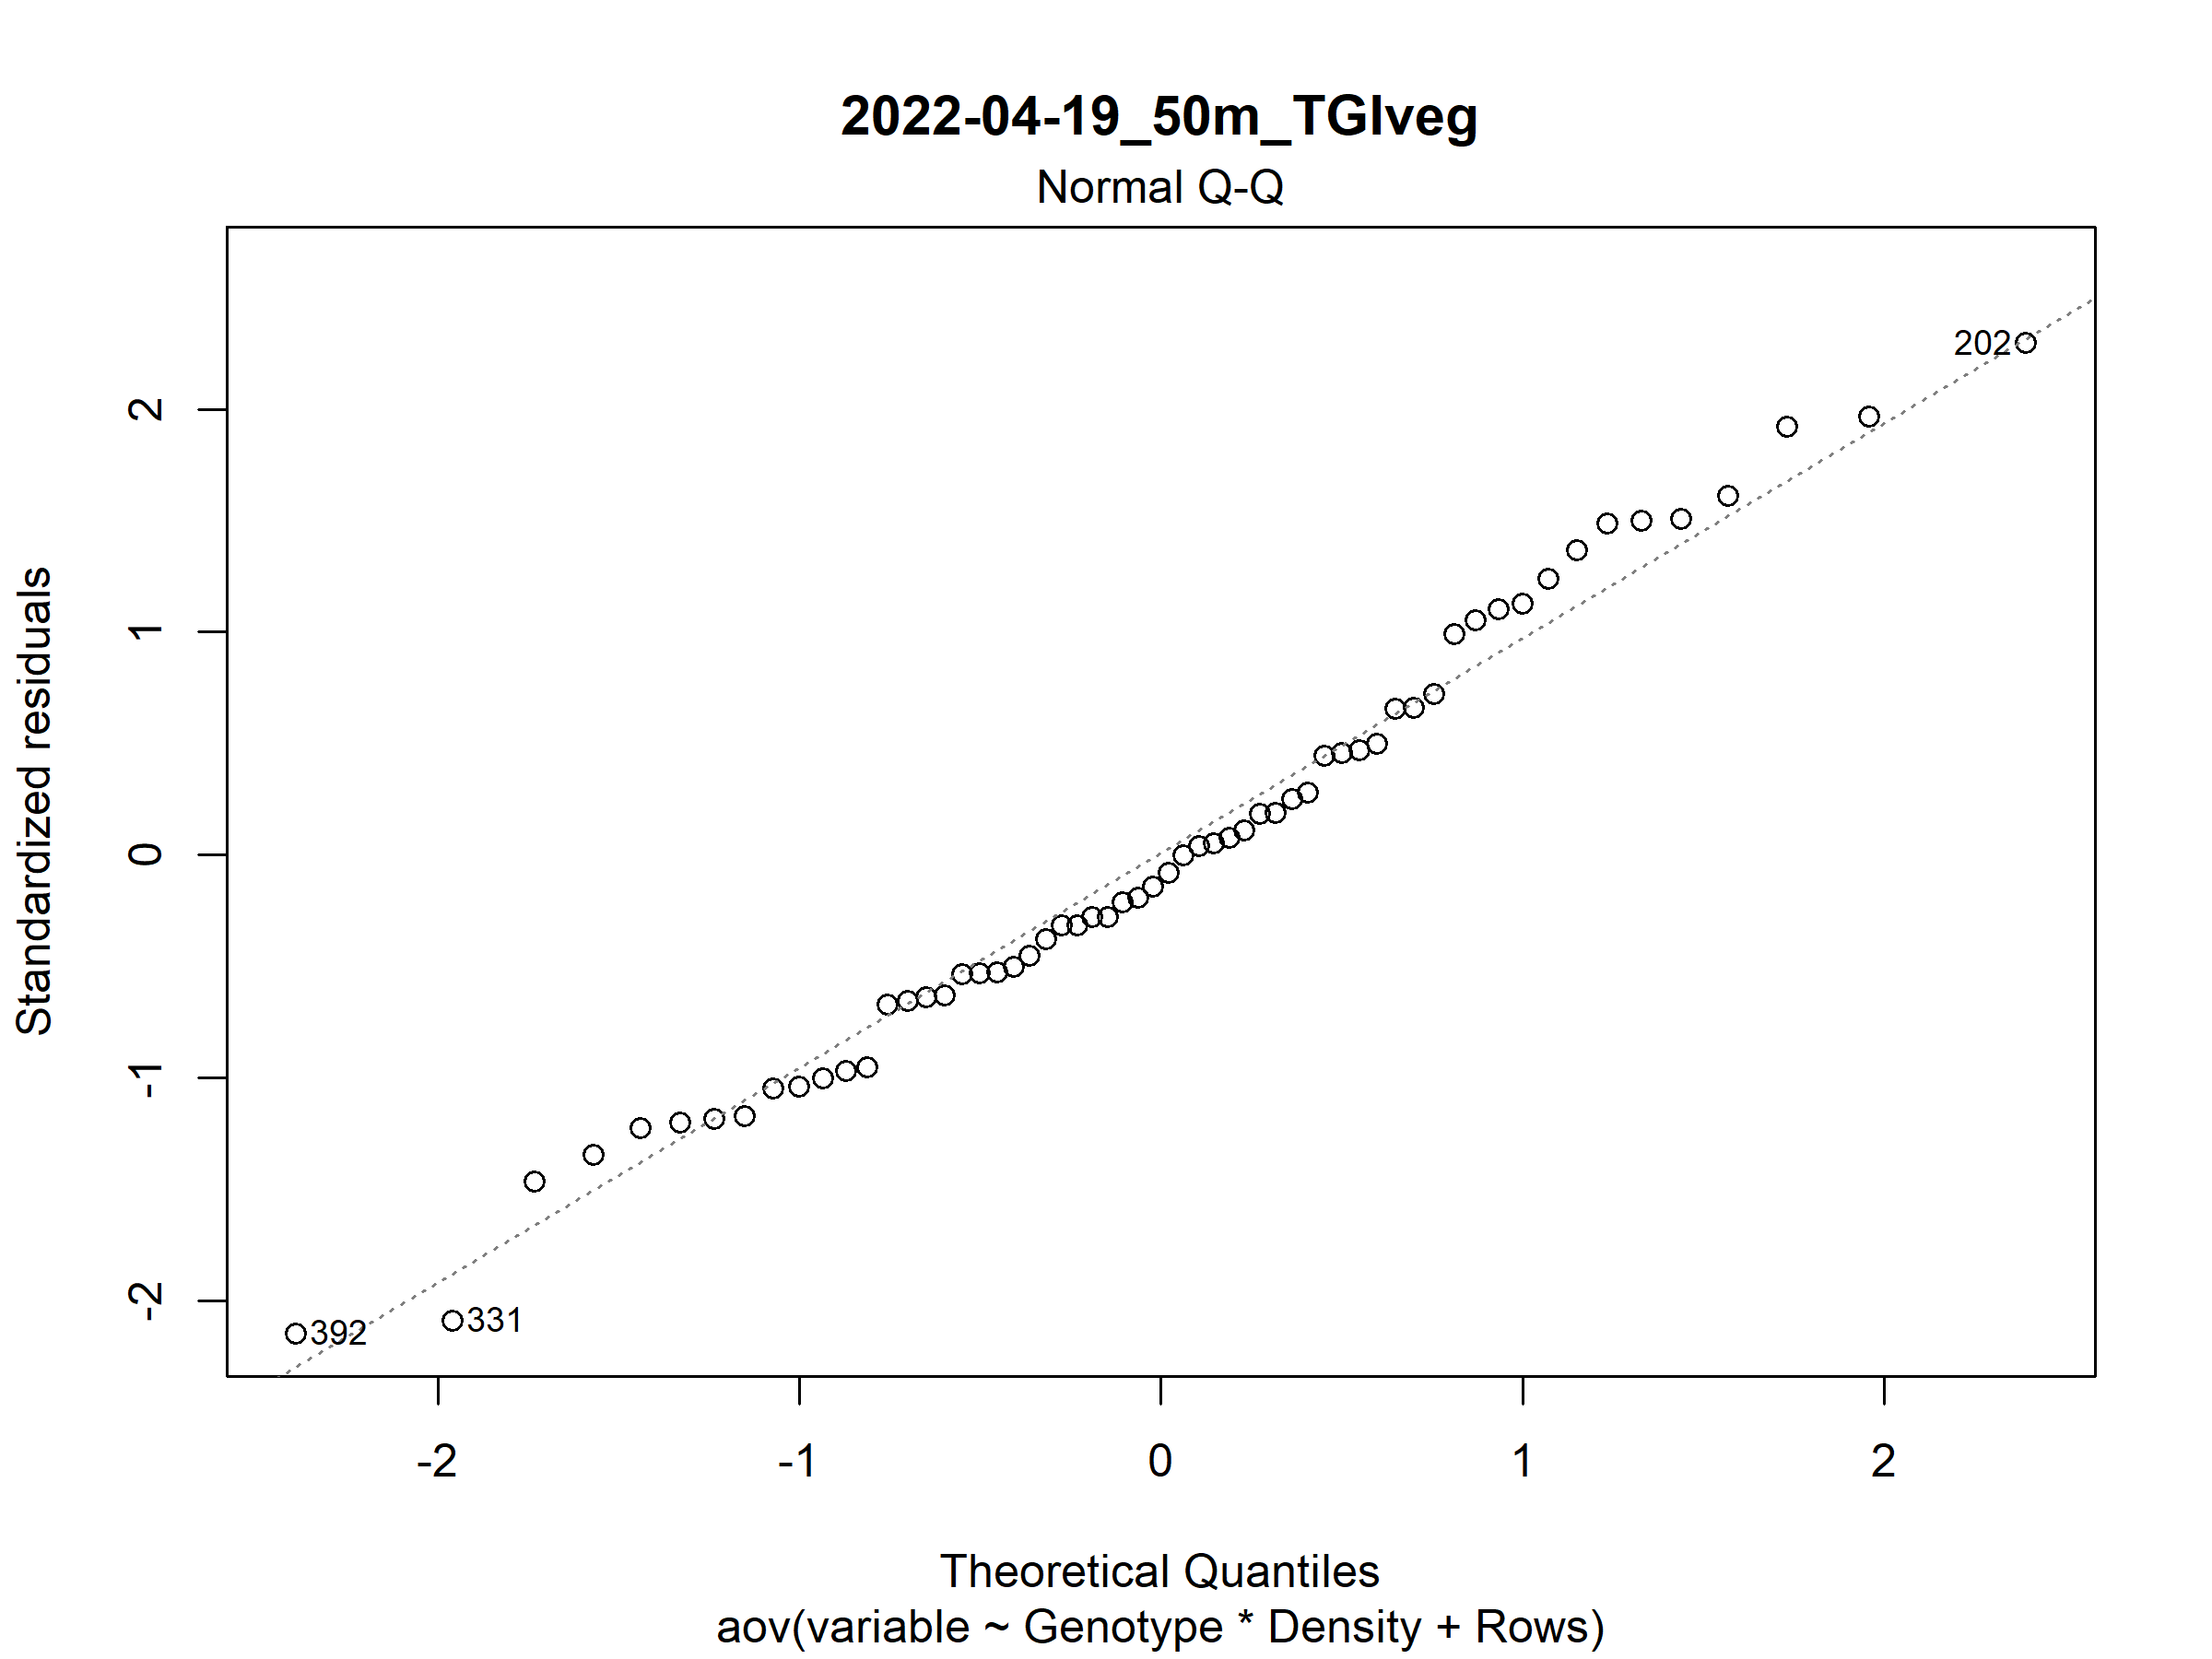 2022-04-19_50m_TGIveg
Normal Q-Q
Standardized residuals
2
1
0
-1
-2
202
392
331
-2
-1
0
1
2
Theoretical Quantiles
aov(variable ~ Genotype * Density + Rows)